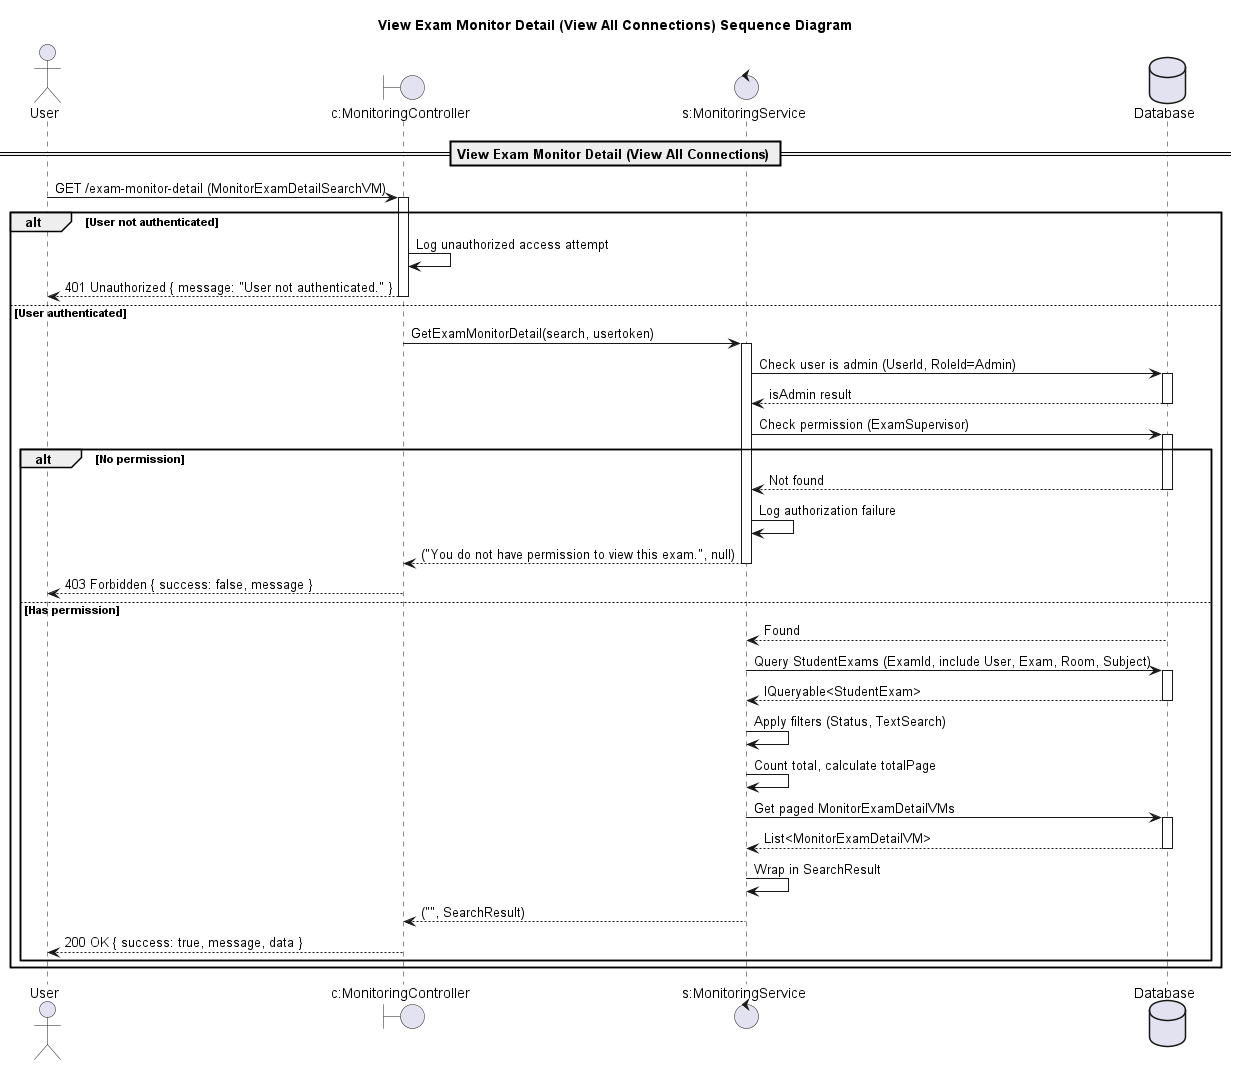 View Exam Monitor Detail (View All Connections) Sequence Diagram
User
c:MonitoringController
s:MonitoringService
Database
View Exam Monitor Detail (View All Connections)
GET /exam-monitor-detail (MonitorExamDetailSearchVM)
alt
[User not authenticated]
Log unauthorized access attempt
401 Unauthorized { message: "User not authenticated." }
[User authenticated]
GetExamMonitorDetail(search, usertoken)
Check user is admin (UserId, RoleId=Admin)
isAdmin result
Check permission (ExamSupervisor)
alt
[No permission]
Not found
Log authorization failure
("You do not have permission to view this exam.", null)
403 Forbidden { success: false, message }
[Has permission]
Found
Query StudentExams (ExamId, include User, Exam, Room, Subject)
IQueryable<StudentExam>
Apply filters (Status, TextSearch)
Count total, calculate totalPage
Get paged MonitorExamDetailVMs
List<MonitorExamDetailVM>
Wrap in SearchResult
("", SearchResult)
200 OK { success: true, message, data }
User
c:MonitoringController
s:MonitoringService
Database